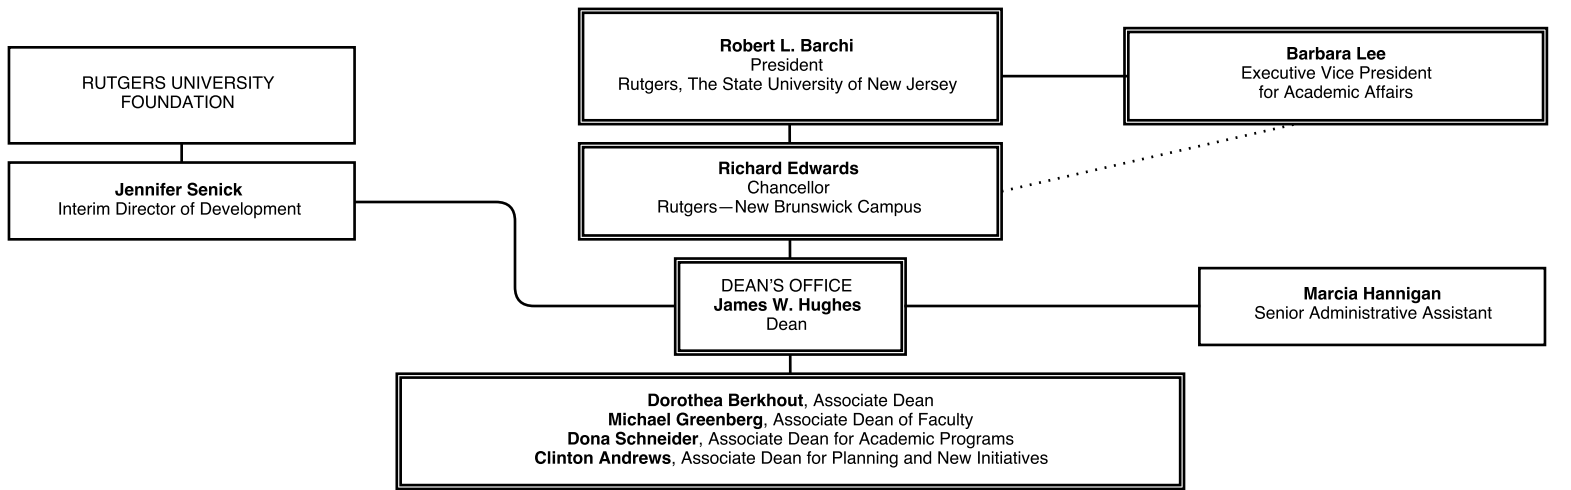 RUTGERS UNIVERSITY
FOUNDATION
Jennifer Senick
Interim Director of Development
Robert L. Barchi
President
Rutgers, The State University of New Jersey
Barbara Lee
Executive Vice President
for Academic Affairs
Richard Edwards
Chancellor
Rutgers—New Brunswick Campus
DEAN'S OFFICE
James W. Hughes
Dean
Marcia Hannigan
Senior Administrative Assistant
Dorothea Berkhout, Associate Dean
Michael Greenberg, Associate Dean of Faculty
Dona Schneider, Associate Dean for Academic Programs
Clinton Andrews, Associate Dean for Planning and New Initiatives